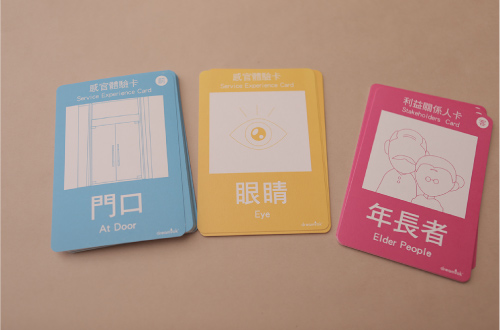 感官體驗卡
Service Experience Card
門口
At Door
感官體驗卡
Service Experience Card
眼睛
Eye
利益關係人卡
Stakeholders Card
年長者
Elder People